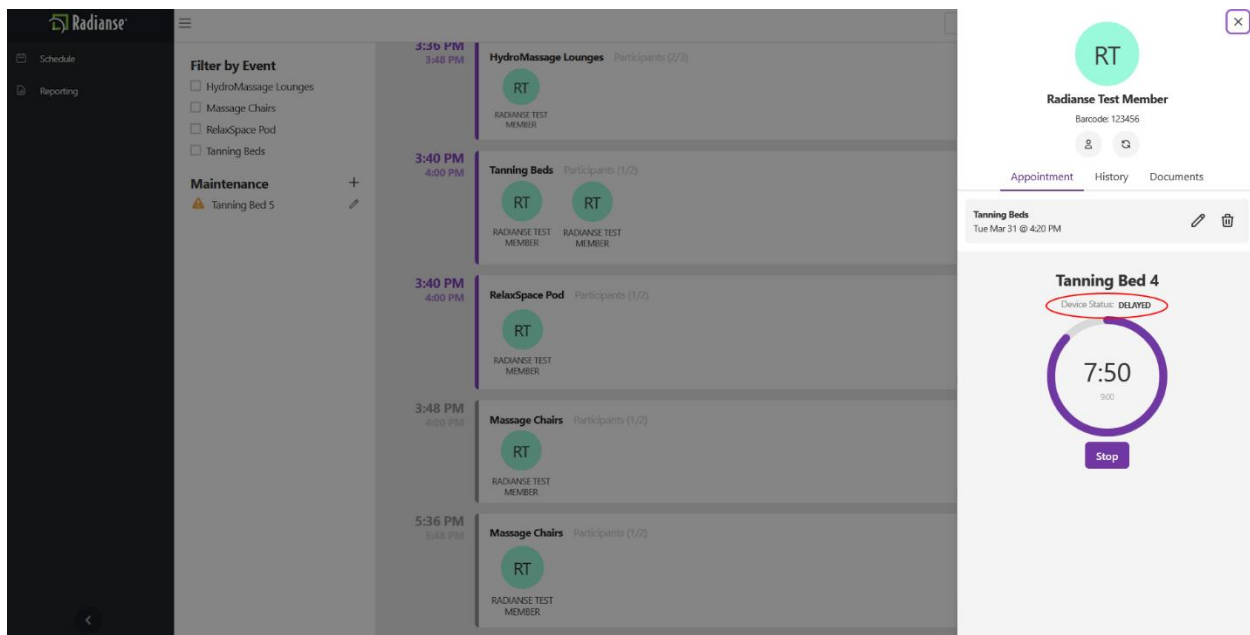 Radianse
Schedule
Reporting
Filter by Event
HydroMassage Lounges
Massage Chairs
RelaxSpace Pod
Tanning Beds
Maintenance
Tanning Bed 5
3:36 PM
3:48 PM
HydroMassage Lounges Participants (2/2)
RT
RADIANSE TEST
MEMBER
3:40 PM
4:00 PM
Tanning Beds Participants (1/2)
RT RT
RADIANSE TEST RADIANSE TEST
MEMBER MEMBER
3:40 PM
4:00 PM
RelaxSpace Pod Participants (1/2)
RT
RADIANSE TEST
MEMBER
3:48 PM
4:00 PM
Massage Chairs Participants (1/2)
RT
RADIANSE TEST
MEMBER
5:36 PM
5:48 PM
Massage Chairs Participants (1/2)
RT
RADIANSE TEST
MEMBER
RT
Radianse Test Member
Barcode: 123456
Appointment History Documents
Tanning Beds
Tue Mar 31 @ 4:20 PM
Tanning Bed 4
Device Status: DELAYED
7:50
9:00
Stop